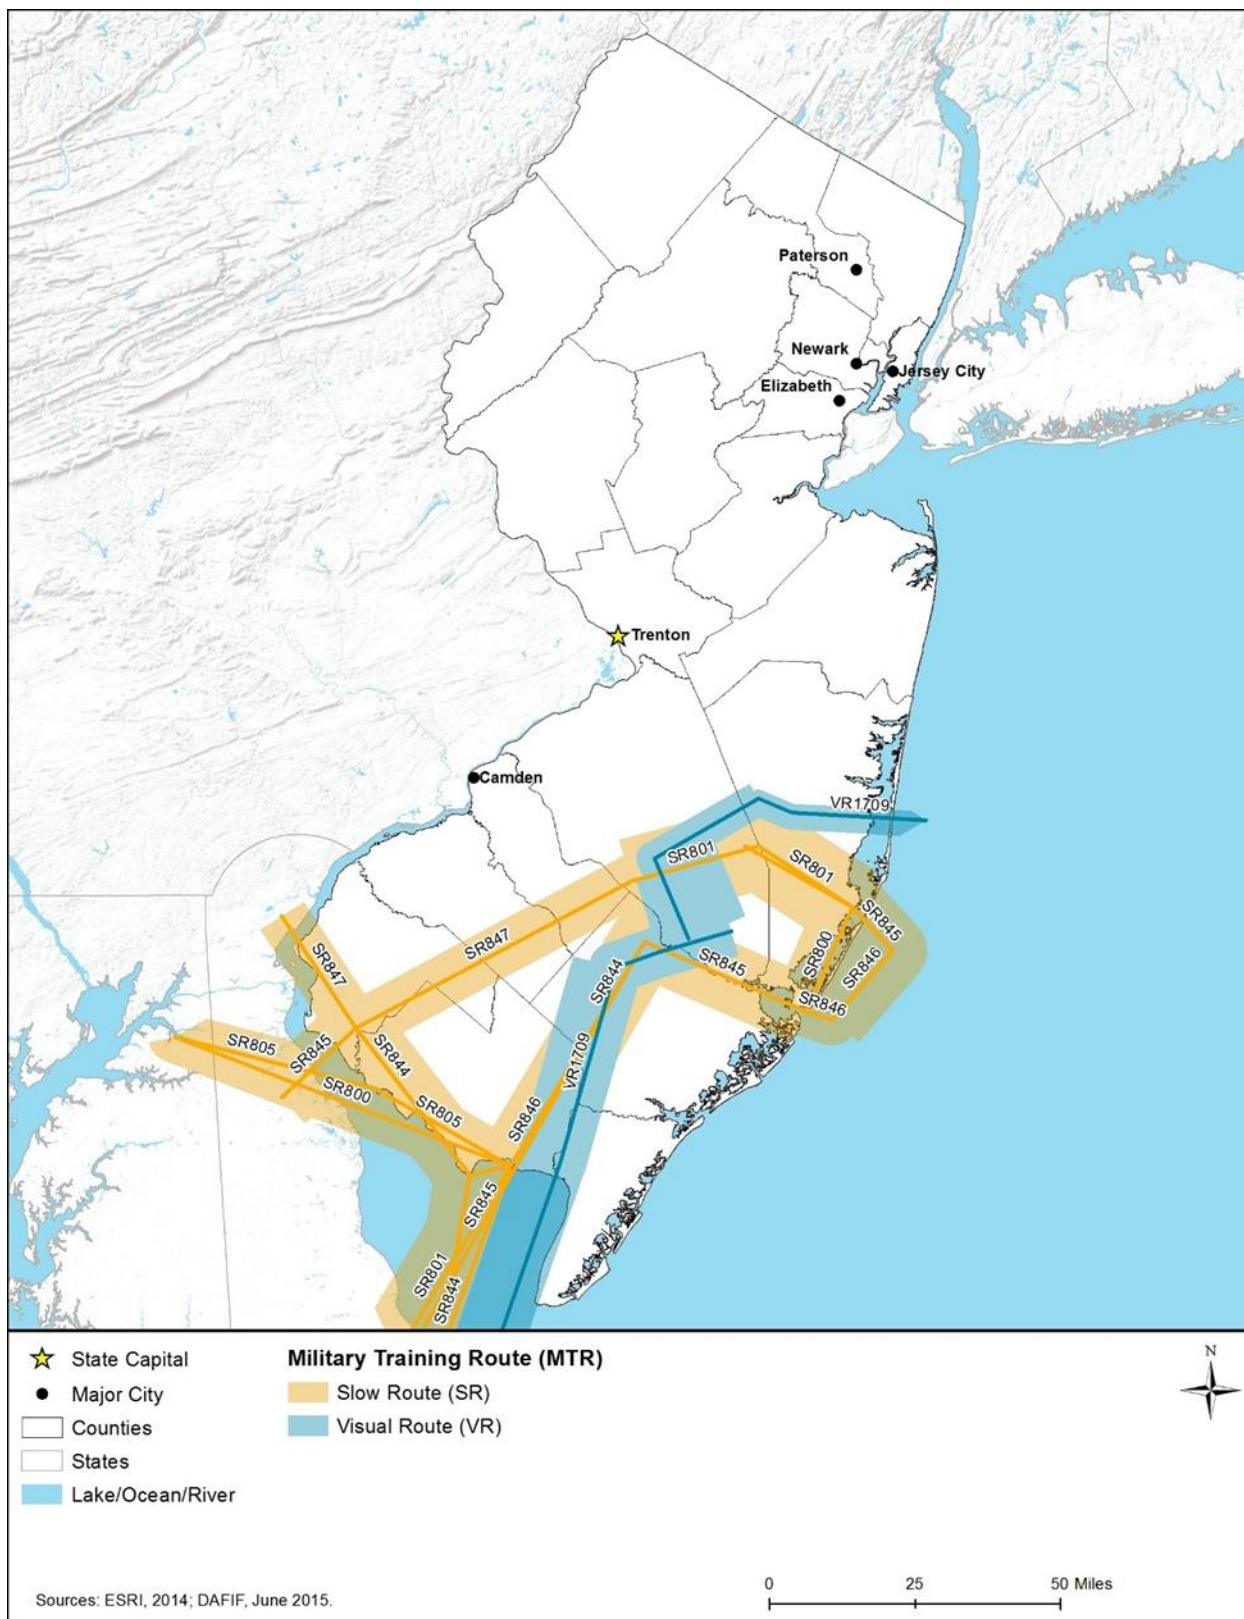 Paterson
Newark
Jersey City
Elizabeth
Trenton
Camden
VR1709
SR801
SR801
SR847
SR845
SR800
SR846
SR845
SR844
SR846
SR847
VR1709
SR805
SR845
SR844
SR800
SR805
SR846
SR845
SR801
SR844
State Capital
Major City
Counties
States
Lake/Ocean/River
Military Training Route (MTR)
Slow Route (SR)
Visual Route (VR)
N
0 25 50 Miles
Sources: ESRI, 2014; DAFIF, June 2015.